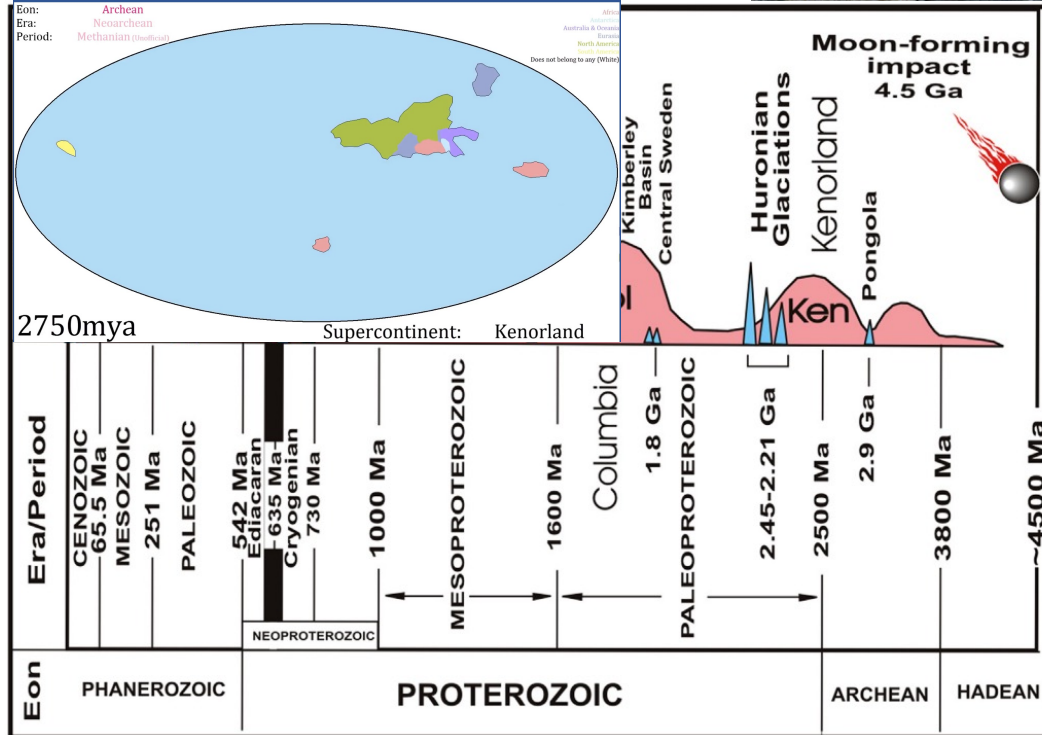 Eon: Archean
Era: Neoarchean
Period: Methanian (Unofficial)
Africa
Antarctica
Australia & Oceania
Eurasia
North America
South America
Does not belong to any (White)
2750mya
Supercontinent: Kenorland
Moon-forming
impact
4.5 Ga
Kimberley
Basin
Central Sweden
Huronian
Glaciations
Kenorland
Pongola
Ken
Era/Period
CENOZOIC
65.5 Ma
MESOZOIC
251 Ma
PALEOZOIC
542 Ma
Ediacaran
635 Ma
Cryogenian
730 Ma
1000 Ma
MESOPROTEROZOIC
1600 Ma
Columbia
1.8 Ga
PALEOPROTEROZOIC
2.45-2.21 Ga
2500 Ma
2.9 Ga
3800 Ma
~4500 Ma
NEOPROTEROZOIC
Eon
PHANEROZOIC
PROTEROZOIC
ARCHEAN
HADEAN